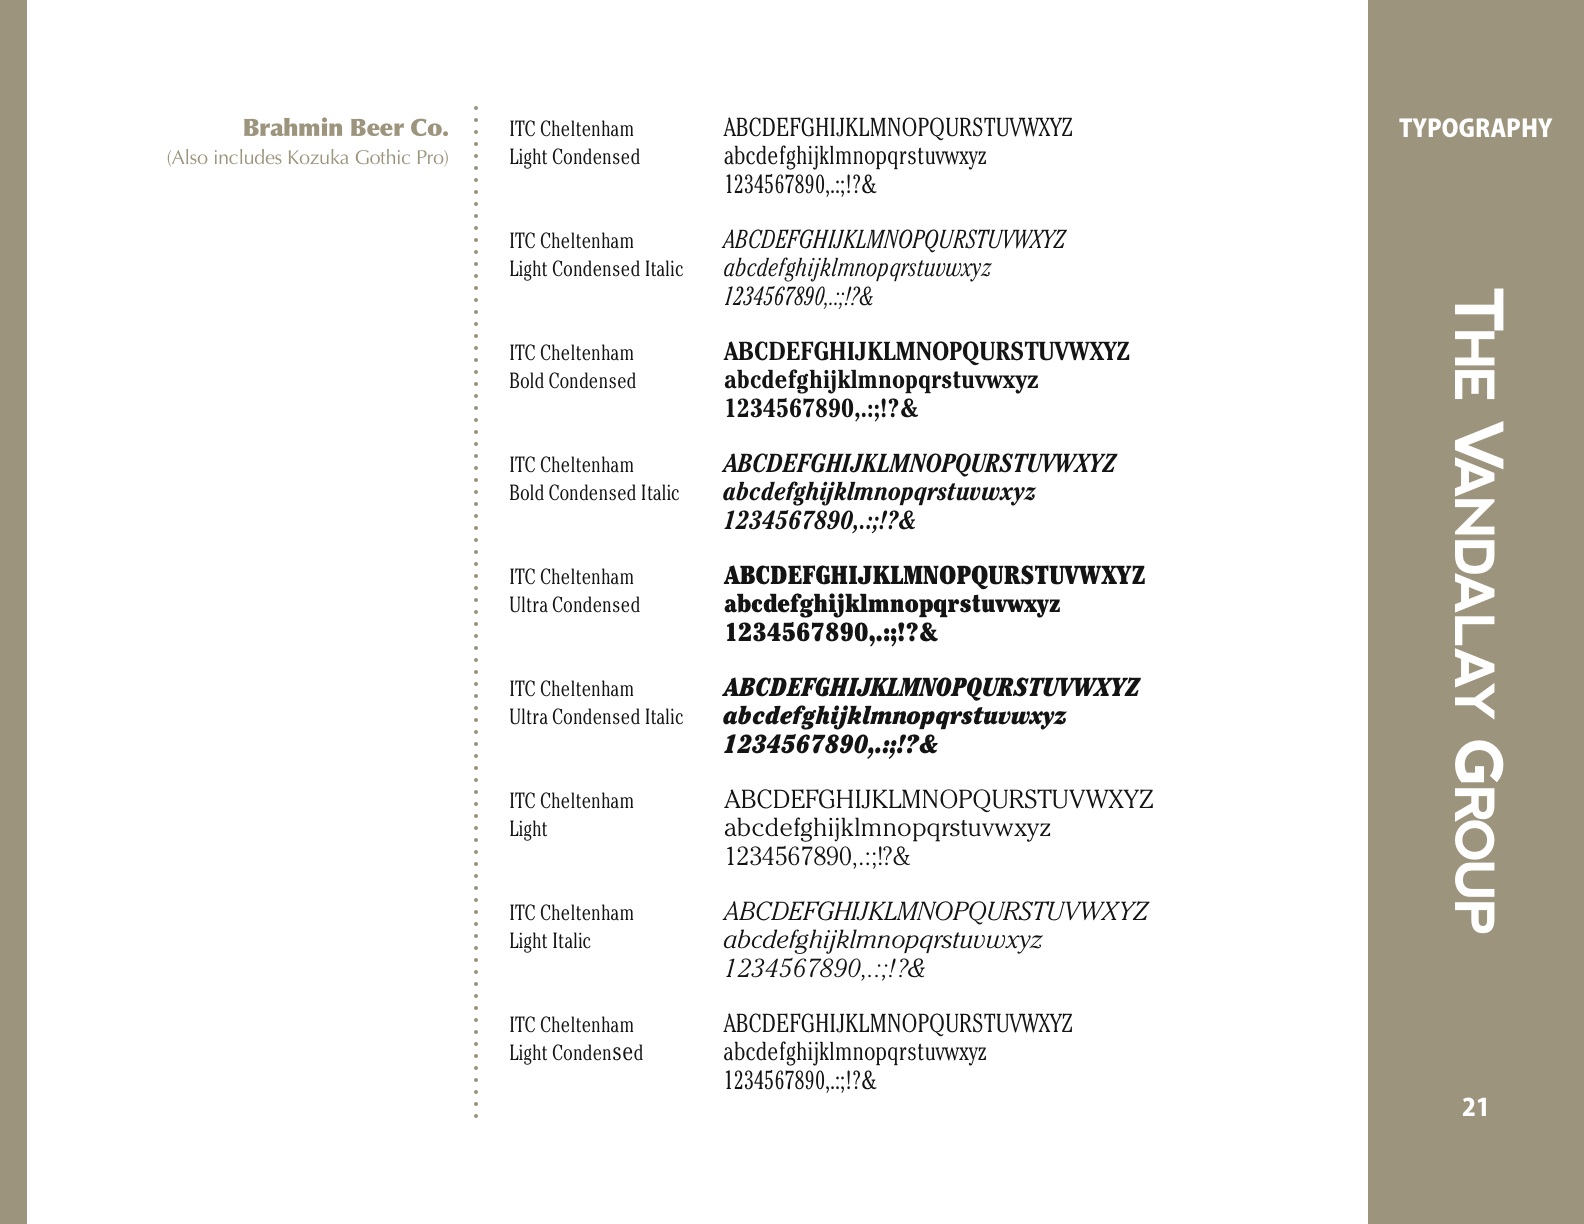 Brahmin Beer Co.
(Also includes Kozuka Gothic Pro)
ITC Cheltenham
Light Condensed
ABCDEFGHIJKLMNOPQURSTUVWXYZ
abcdefghijklmnopqrstuvwxyz
1234567890,.:;!?&
ITC Cheltenham
Light Condensed Italic
ABCDEFGHIJKLMNOPQURSTUVWXYZ
abcdefghijklmnopqrstuvwxyz
1234567890,.:;!?&
ITC Cheltenham
Bold Condensed
ABCDEFGHIJKLMNOPQURSTUVWXYZ
abcdefghijklmnopqrstuvwxyz
1234567890,.:;!?&
ITC Cheltenham
Bold Condensed Italic
ABCDEFGHIJKLMNOPQURSTUVWXYZ
abcdefghijklmnopqrstuvwxyz
1234567890,.:;!?&
ITC Cheltenham
Ultra Condensed
ABCDEFGHIJKLMNOPQURSTUVWXYZ
abcdefghijklmnopqrstuvwxyz
1234567890,.:;!?&
ITC Cheltenham
Ultra Condensed Italic
ABCDEFGHIJKLMNOPQURSTUVWXYZ
abcdefghijklmnopqrstuvwxyz
1234567890,.:;!?&
ITC Cheltenham
Light
ABCDEFGHIJKLMNOPQURSTUVWXYZ
abcdefghijklmnopqrstuvwxyz
1234567890,.:;!?&
ITC Cheltenham
Light Italic
ABCDEFGHIJKLMNOPQURSTUVWXYZ
abcdefghijklmnopqrstuvwxyz
1234567890,.:;!?&
ITC Cheltenham
Light Condensed
ABCDEFGHIJKLMNOPQURSTUVWXYZ
abcdefghijklmnopqrstuvwxyz
1234567890,.:;!?&
TYPOGRAPHY
THE VANDALAY GROUP
21